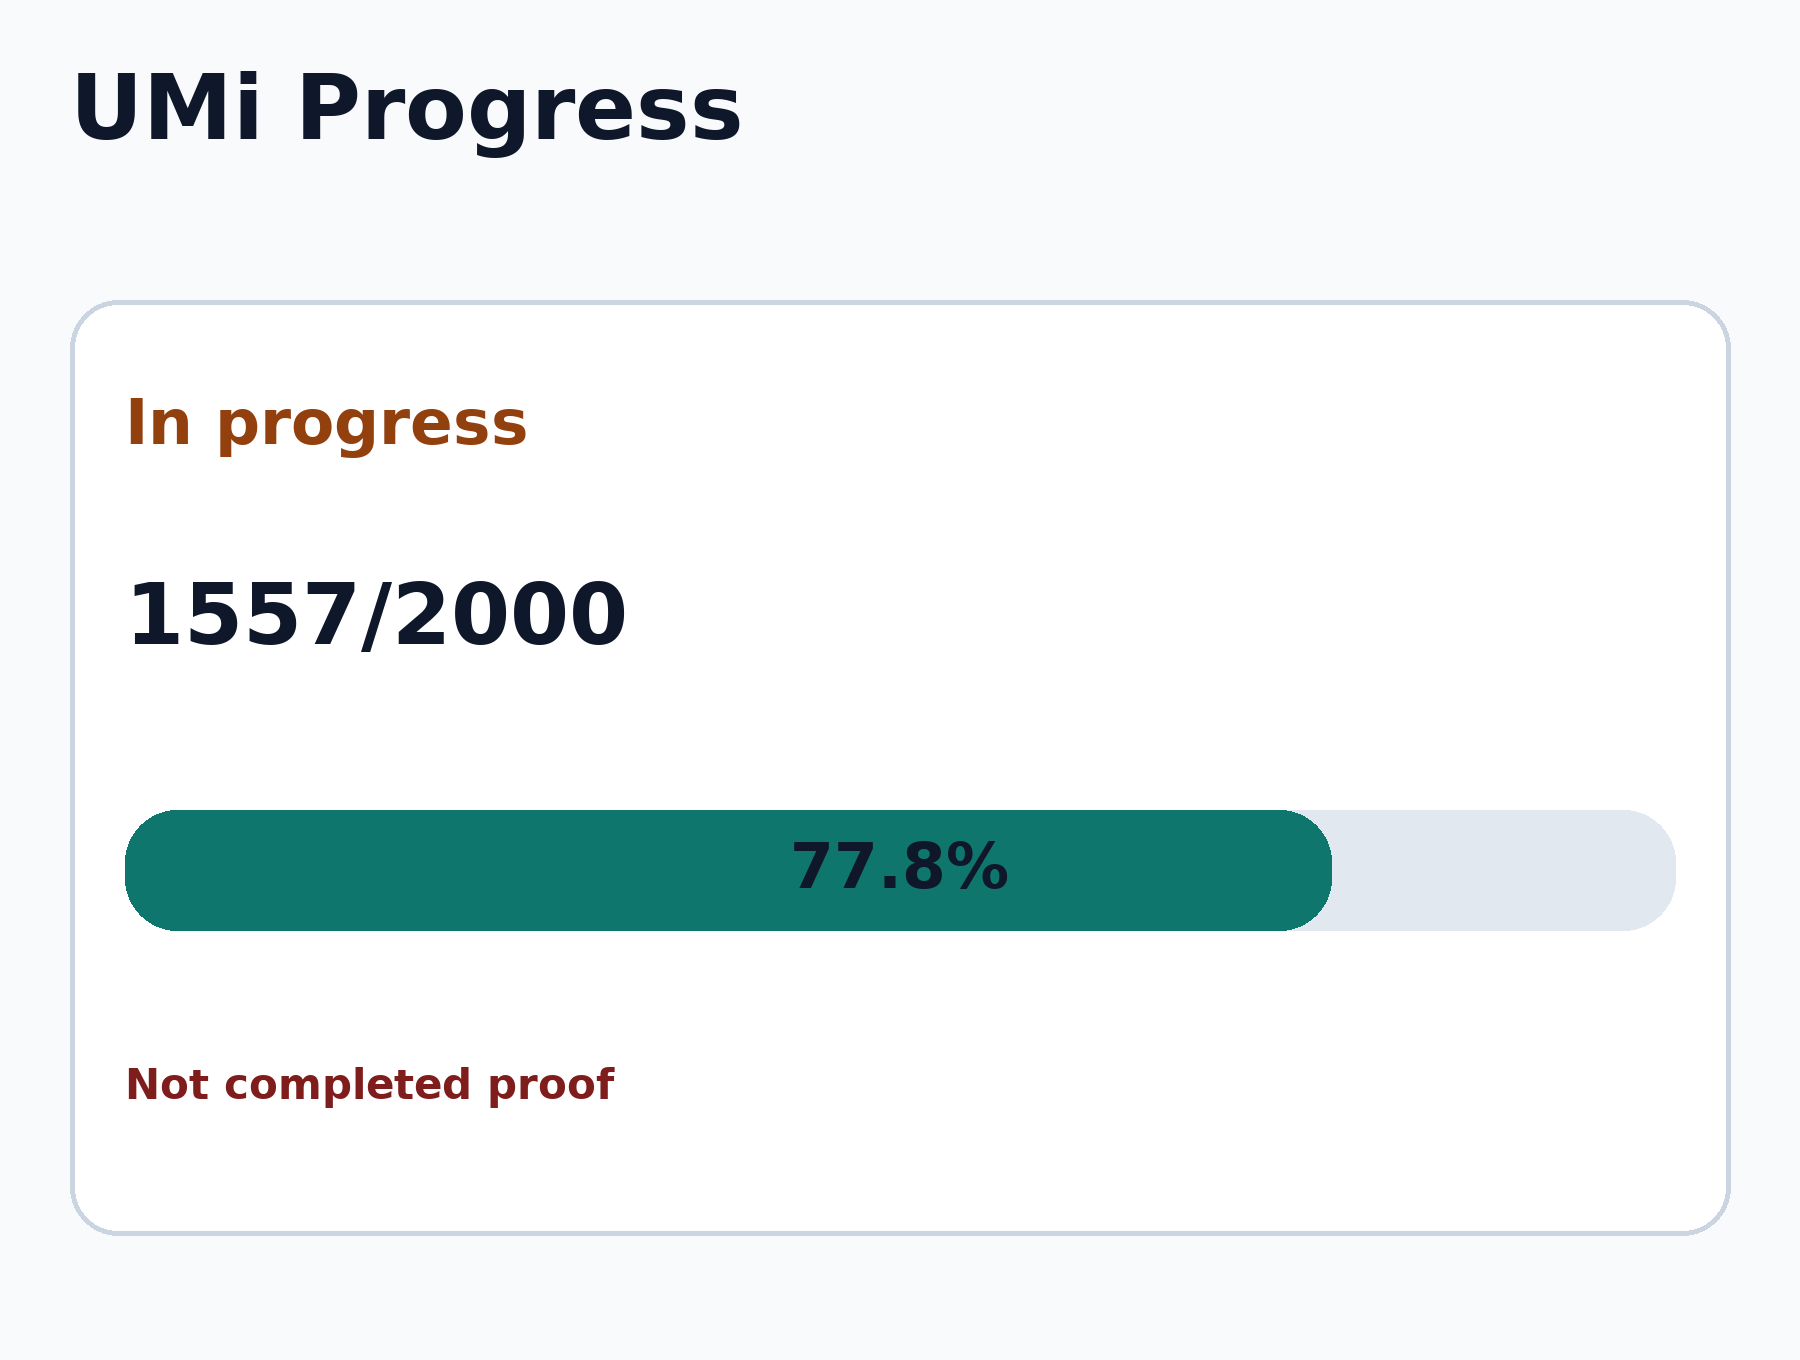 UMi Progress
In progress
1557/2000
77.8%
Not completed proof